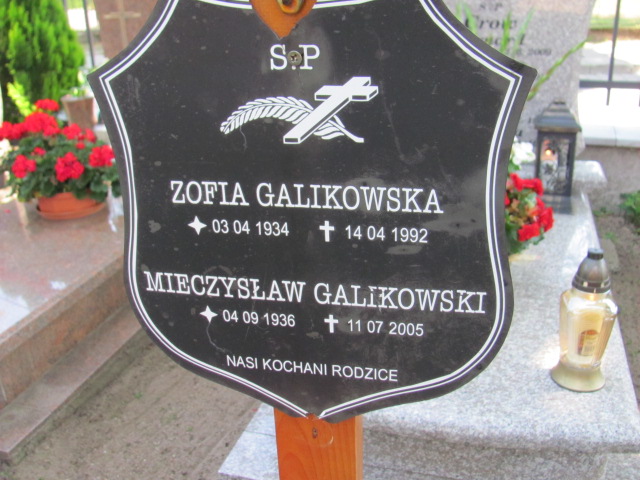 S.P
ZOFIA GALIKOWSKA
03 04 1934 14 04 1992
MIECZYSŁAW GALIKOWSKI
04 09 1936 11 07 2005
NASI KOCHANI RODZICE